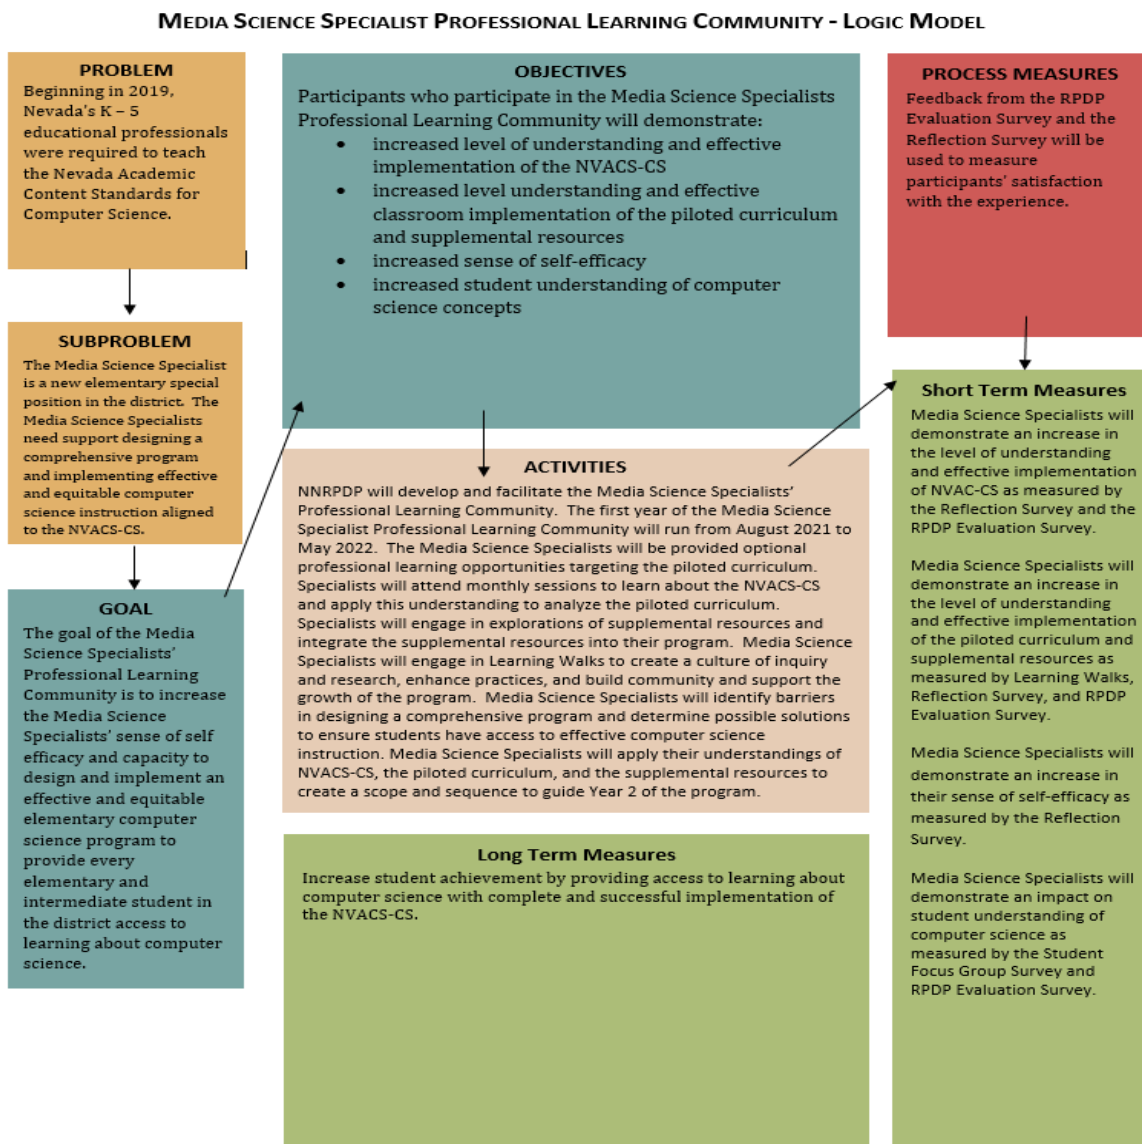 MEDIA SCIENCE SPECIALIST PROFESSIONAL LEARNING COMMUNITY - LOGIC MODEL
PROBLEM
Beginning in 2019,
Nevada's K – 5
educational professionals
were required to teach
the Nevada Academic
Content Standards for
Computer Science.
SUBPROBLEM
The Media Science Specialist
is a new elementary special
position in the district. The
Media Science Specialists
need support designing a
comprehensive program
and implementing effective
and equitable computer
science instruction aligned
to the NVACS-CS.
GOAL
The goal of the Media
Science Specialists'
Professional Learning
Community is to increase
the Media Science
Specialists' sense of self
efficacy and capacity to
design and implement an
effective and equitable
elementary computer
science program to
provide every
elementary and
intermediate student in
the district access to
learning about computer
science.
OBJECTIVES
Participants who participate in the Media Science Specialists
Professional Learning Community will demonstrate:
• increased level of understanding and effective
implementation of the NVACS-CS
• increased level understanding and effective
classroom implementation of the piloted curriculum
and supplemental resources
• increased sense of self-efficacy
• increased student understanding of computer
science concepts
ACTIVITIES
NNRPDP will develop and facilitate the Media Science Specialists'
Professional Learning Community. The first year of the Media Science
Specialist Professional Learning Community will run from August 2021 to
May 2022. The Media Science Specialists will be provided optional
professional learning opportunities targeting the piloted curriculum.
Specialists will attend monthly sessions to learn about the NVACS-CS
and apply this understanding to analyze the piloted curriculum.
Specialists will engage in explorations of supplemental resources and
integrate the supplemental resources into their program. Media Science
Specialists will engage in Learning Walks to create a culture of inquiry
and research, enhance practices, and build community and support the
growth of the program. Media Science Specialists will identify barriers
in designing a comprehensive program and determine possible solutions
to ensure students have access to effective computer science
instruction. Media Science Specialists will apply their understandings of
NVACS-CS, the piloted curriculum, and the supplemental resources to
create a scope and sequence to guide Year 2 of the program.
Long Term Measures
Increase student achievement by providing access to learning about
computer science with complete and successful implementation of
the NVACS-CS.
PROCESS MEASURES
Feedback from the RPDP
Evaluation Survey and the
Reflection Survey will be
used to measure
participants' satisfaction
with the experience.
Short Term Measures
Media Science Specialists will
demonstrate an increase in
the level of understanding
and effective implementation
of NVAC-CS as measured by
the Reflection Survey and the
RPDP Evaluation Survey.
Media Science Specialists will
demonstrate an increase in
the level of understanding
and effective implementation
of the piloted curriculum and
supplemental resources as
measured by Learning Walks,
Reflection Survey, and RPDP
Evaluation Survey.
Media Science Specialists will
demonstrate an increase in
their sense of self-efficacy as
measured by the Reflection
Survey.
Media Science Specialists will
demonstrate an impact on
student understanding of
computer science as
measured by the Student
Focus Group Survey and
RPDP Evaluation Survey.